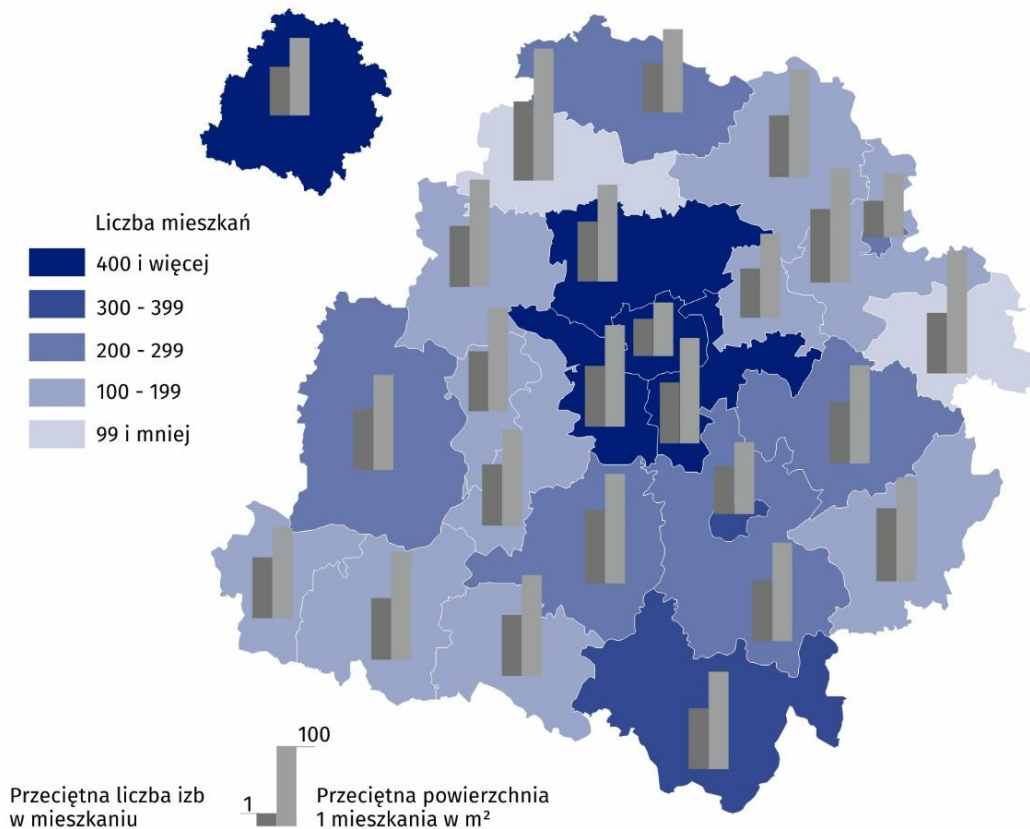 Liczba mieszkań
400 i więcej
300 - 399
200 - 299
100 - 199
99 i mniej
100
1
Przeciętna liczba izb
w mieszkaniu
Przeciętna powierzchnia
1 mieszkania w m²